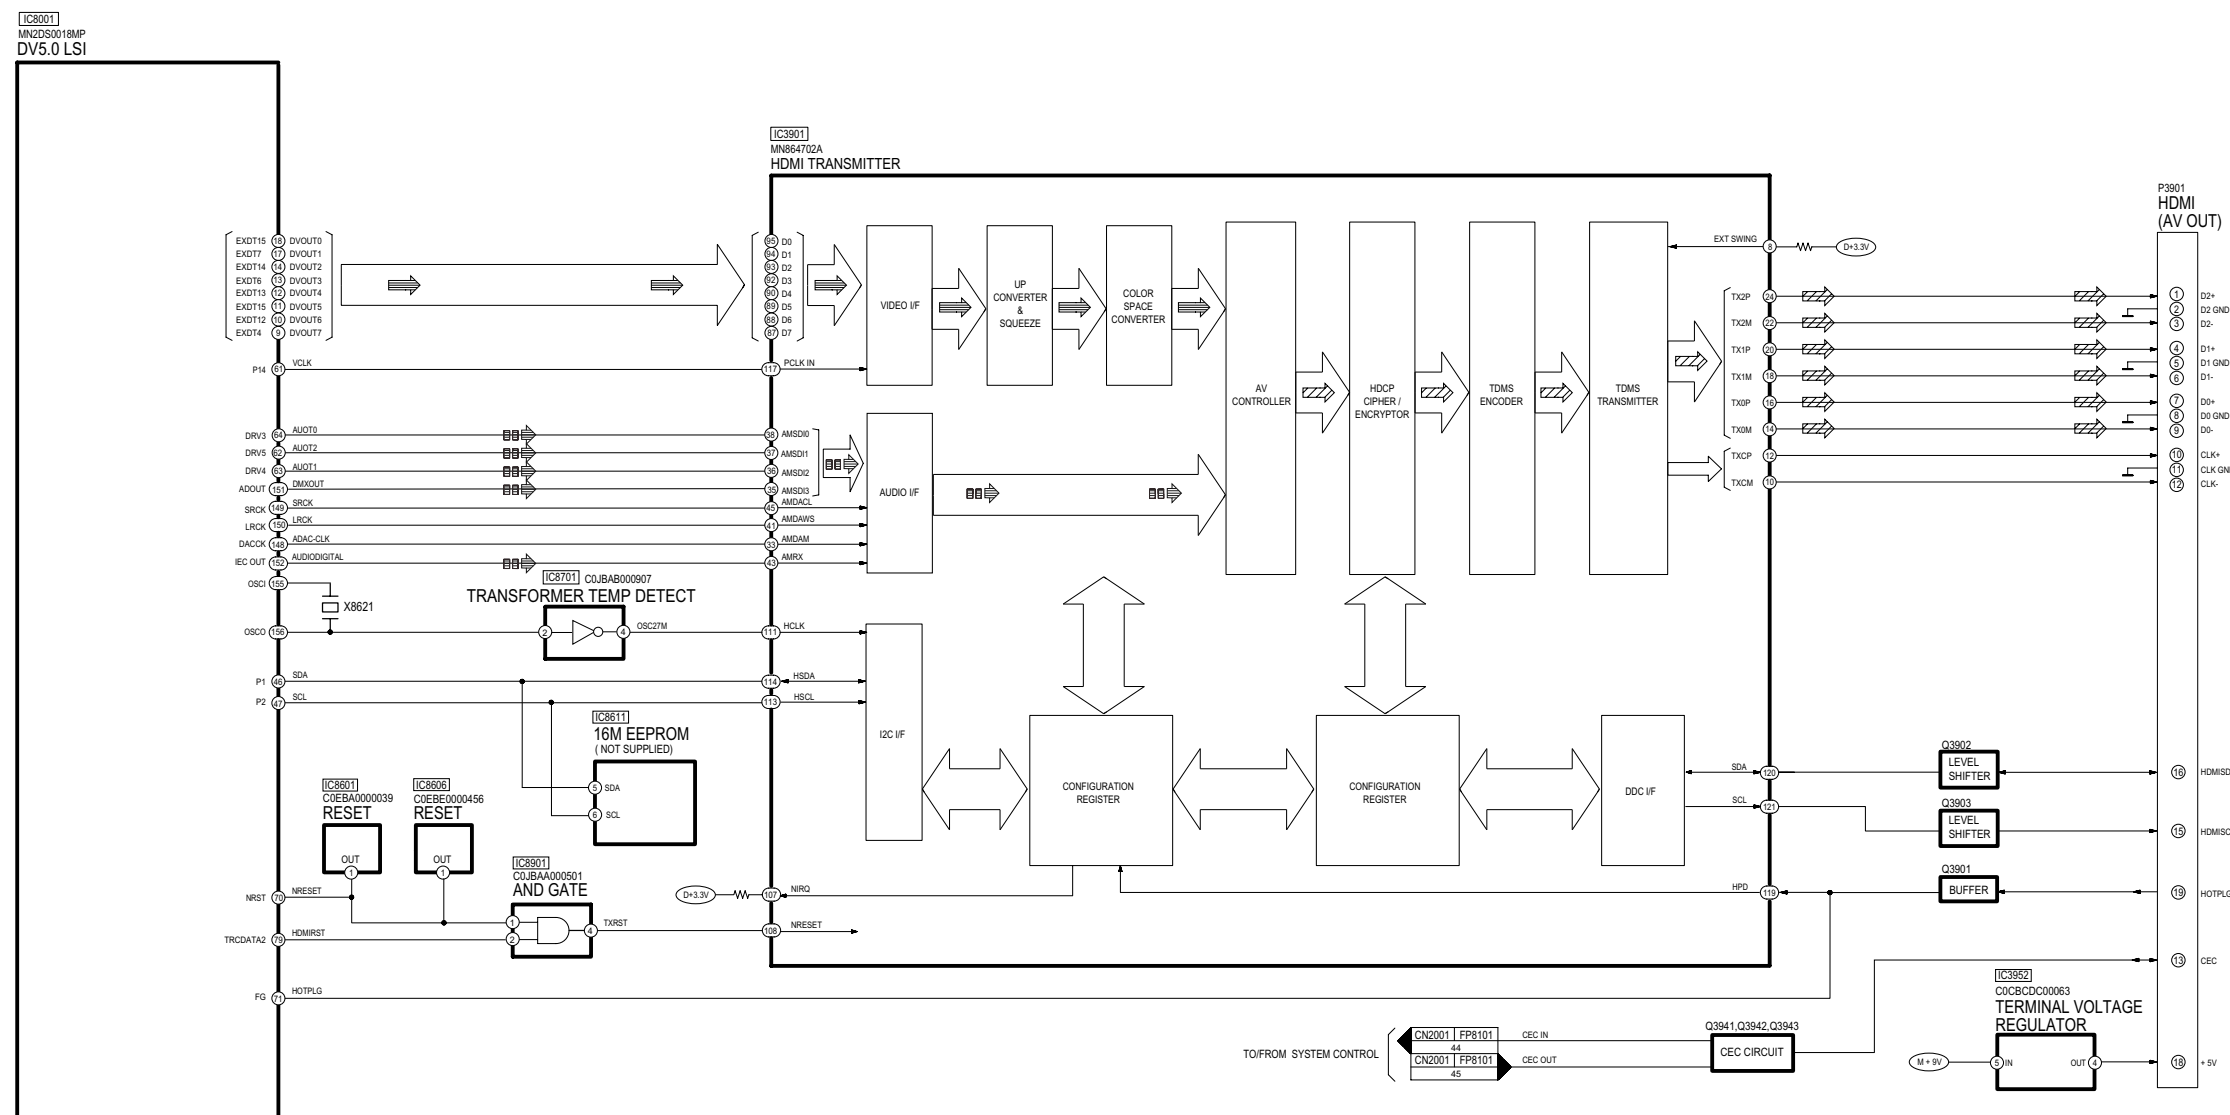 IC8001
MN2DS0018MP
DV5.0 LSI
IC3901
MN864702A
HDMI TRANSMITTER
P3901
HDMI
(AV OUT)
EXDT15 18 DVOUT0
EXDT7 17 DVOUT1
EXDT14 14 DVOUT2
EXDT6 13 DVOUT3
EXDT13 12 DVOUT4
EXDT15 11 DVOUT5
EXDT12 10 DVOUT6
EXDT4 9 DVOUT7
P14 61 VCLK
95 D0
94 D1
93 D2
92 D3
90 D4
89 D5
88 D6
87 D7
117 PCLK IN
VIDEO I/F
UP
CONVERTER
&
SQUEEZE
COLOR
SPACE
CONVERTER
AV
CONTROLLER
HDCP
CIPHER /
ENCRYPTOR
TDMS
ENCODER
TDMS
TRANSMITTER
EXT SWING 8 D+3.3V
TX2P 24
TX2M 22
TX1P 20
TX1M 18
TX0P 16
TX0M 14
TXCP 12
TXCM 10
1 D2+
2 D2 GND
3 D2-
4 D1+
5 D1 GND
6 D1-
7 D0+
8 D0 GND
9 D0-
10 CLK+
11 CLK GN
12 CLK-
DRV3 64 AUOT0
DRV5 62 AUOT2
DRV4 63 AUOT1
ADOUT 151 DMXOUT
SRCK 149 SRCK
LRCK 150 LRCK
DACCK 148 ADAC-CLK
IEC OUT 152 AUDIODIGITAL
OSCI 155
X8621
OSCO 156
38 AMSDI0
37 AMSDI1
36 AMSDI2
35 AMSDI3
45 AMDACL
41 AMDAWS
33 AMDAM
43 AMRX
AUDIO I/F
IC8701 C0JBAB000907
TRANSFORMER TEMP DETECT
2 4 OSC27M
111 HCLK
P1 46 SDA
P2 47 SCL
114 HSDA
113 HSCL
I2C I/F
IC8611
16M EEPROM
( NOT SUPPLIED)
5 SDA
6 SCL
IC8601
C0EBA0000039
RESET
OUT
1
IC8606
C0EBE0000456
RESET
OUT
1
IC8901
C0JBAA000501
AND GATE
1
2
4 TXRST
NRST 70 NRESET
TRCDATA2 79 HDMIRST
FG 71 HOTPLG
D+3.3V 107 NIRQ
108 NRESET
CONFIGURATION
REGISTER
CONFIGURATION
REGISTER
DDC I/F
SDA 120
SCL 121
HPD 119
Q3902
LEVEL
SHIFTER
16 HDMISD
Q3903
LEVEL
SHIFTER
15 HDMISC
Q3901
BUFFER
19 HOTPLG
13 CEC
IC3952
C0CBCDC00063
TERMINAL VOLTAGE
REGULATOR
M + 9V 5 IN OUT 4
18 + 5V
TO/FROM SYSTEM CONTROL
CN2001 FP8101 CEC IN
44
CN2001 FP8101 CEC OUT
45
Q3941,Q3942,Q3943
CEC CIRCUIT